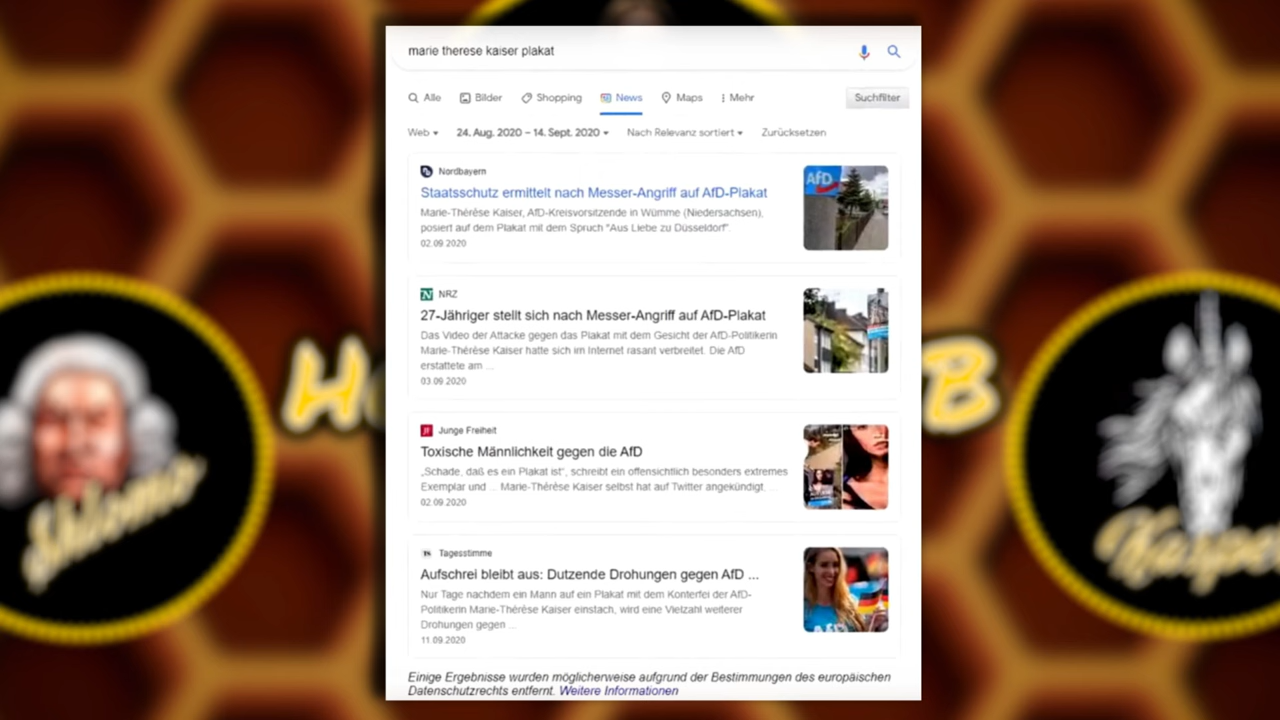 marie therese kaiser plakat
Alle Bilder Shopping News Maps Mehr Suchfilter
Web 24. Aug. 2020 – 14. Sept. 2020 Nach Relevanz sortiert Zurücksetzen
Nordbayern
Staatsschutz ermittelt nach Messer-Angriff auf AfD-Plakat
Marie-Thérèse Kaiser, AfD-Kreisvorsitzende in Wümme (Niedersachsen),
posiert auf dem Plakat mit dem Spruch "Aus Liebe zu Düsseldorf".
02.09.2020
AfD
NRZ
27-Jähriger stellt sich nach Messer-Angriff auf AfD-Plakat
Das Video der Attacke gegen das Plakat mit dem Gesicht der AfD-Politikerin
Marie-Thérèse Kaiser hatte sich im Internet rasant verbreitet. Die AfD
erstattete am ...
03.09.2020
JF Junge Freiheit
Toxische Männlichkeit gegen die AfD
„Schade, daß es ein Plakat ist“, schreibt ein offensichtlich besonders extremes
Exemplar und ... Marie-Thérèse Kaiser selbst hat auf Twitter angekündigt, ...
02.09.2020
TS Tagesstimme
Aufschrei bleibt aus: Dutzende Drohungen gegen AfD ...
Nur Tage nachdem ein Mann auf ein Plakat mit dem Konterfei der AfD-
Politikerin Marie-Thérèse Kaiser einstach, wird eine Vielzahl weiterer
Drohungen gegen ...
11.09.2020
AfD
Einige Ergebnisse wurden möglicherweise aufgrund der Bestimmungen des europäischen
Datenschutzrechts entfernt. Weitere Informationen
Shlomo
H
B